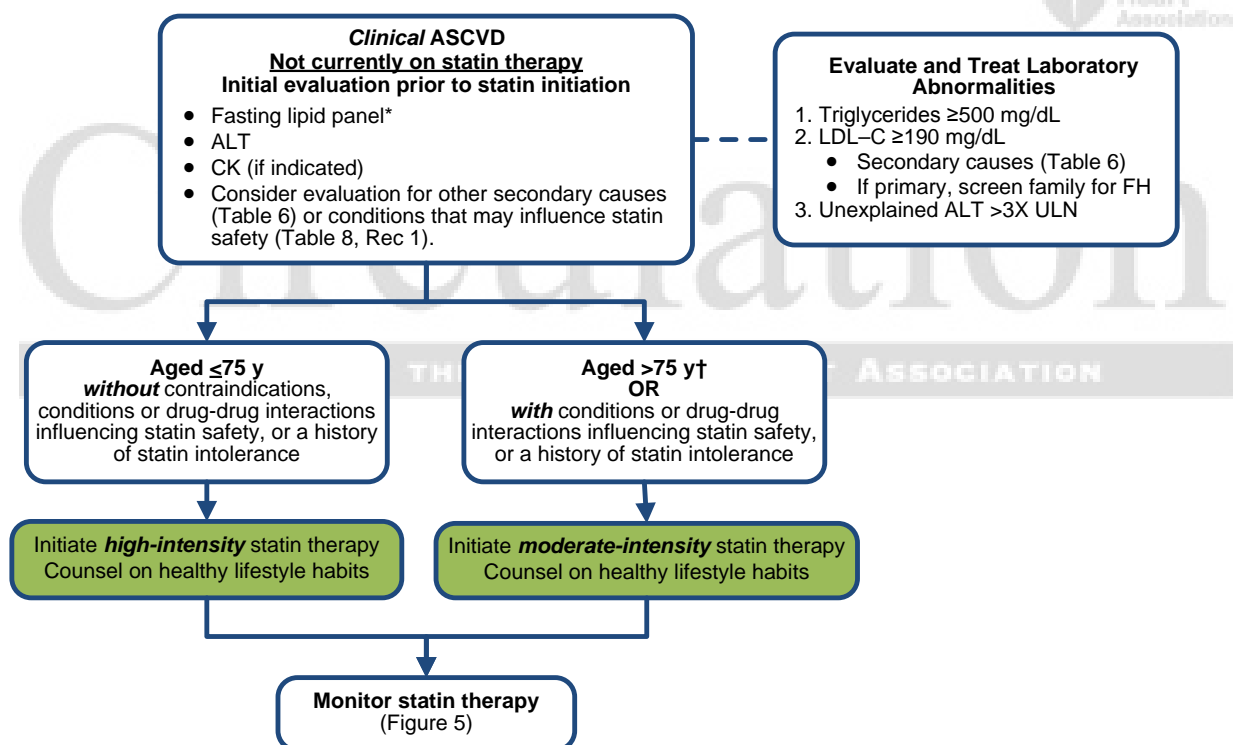 Heart
Association
Clinical ASCVD
Not currently on statin therapy
Initial evaluation prior to statin initiation
• Fasting lipid panel*
• ALT
• CK (if indicated)
• Consider evaluation for other secondary causes
(Table 6) or conditions that may influence statin
safety (Table 8, Rec 1).
Evaluate and Treat Laboratory
Abnormalities
1. Triglycerides ≥500 mg/dL
2. LDL–C ≥190 mg/dL
• Secondary causes (Table 6)
• If primary, screen family for FH
3. Unexplained ALT >3X ULN
Circulation
ASSOCIATION
Aged ≤75 y
without contraindications,
conditions or drug-drug interactions
influencing statin safety, or a history
of statin intolerance
Aged >75 y†
OR
with conditions or drug-drug
interactions influencing statin safety,
or a history of statin intolerance
Initiate high-intensity statin therapy
Counsel on healthy lifestyle habits
Initiate moderate-intensity statin therapy
Counsel on healthy lifestyle habits
Monitor statin therapy
(Figure 5)